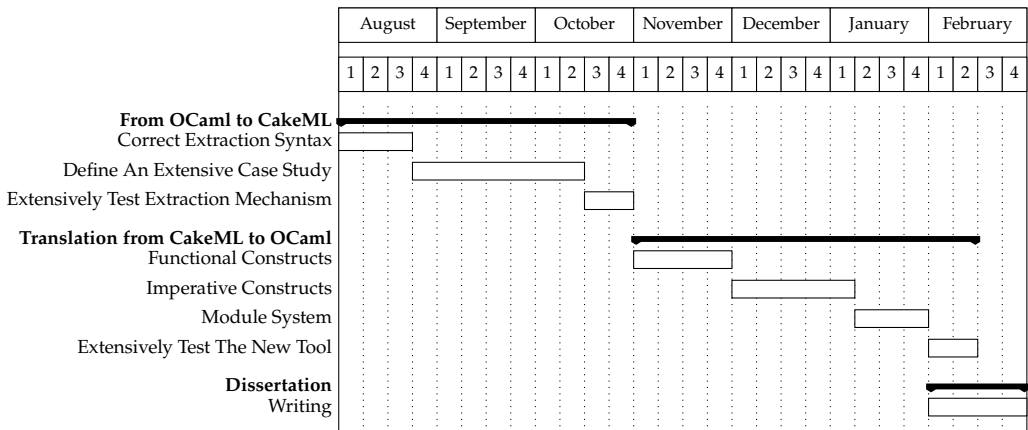 August September October November December January February
1 2 3 4 1 2 3 4 1 2 3 4 1 2 3 4 1 2 3 4 1 2 3 4 1 2 3 4
From OCaml to CakeML
Correct Extraction Syntax
Define An Extensive Case Study
Extensively Test Extraction Mechanism
Translation from CakeML to OCaml
Functional Constructs
Imperative Constructs
Module System
Extensively Test The New Tool
Dissertation
Writing